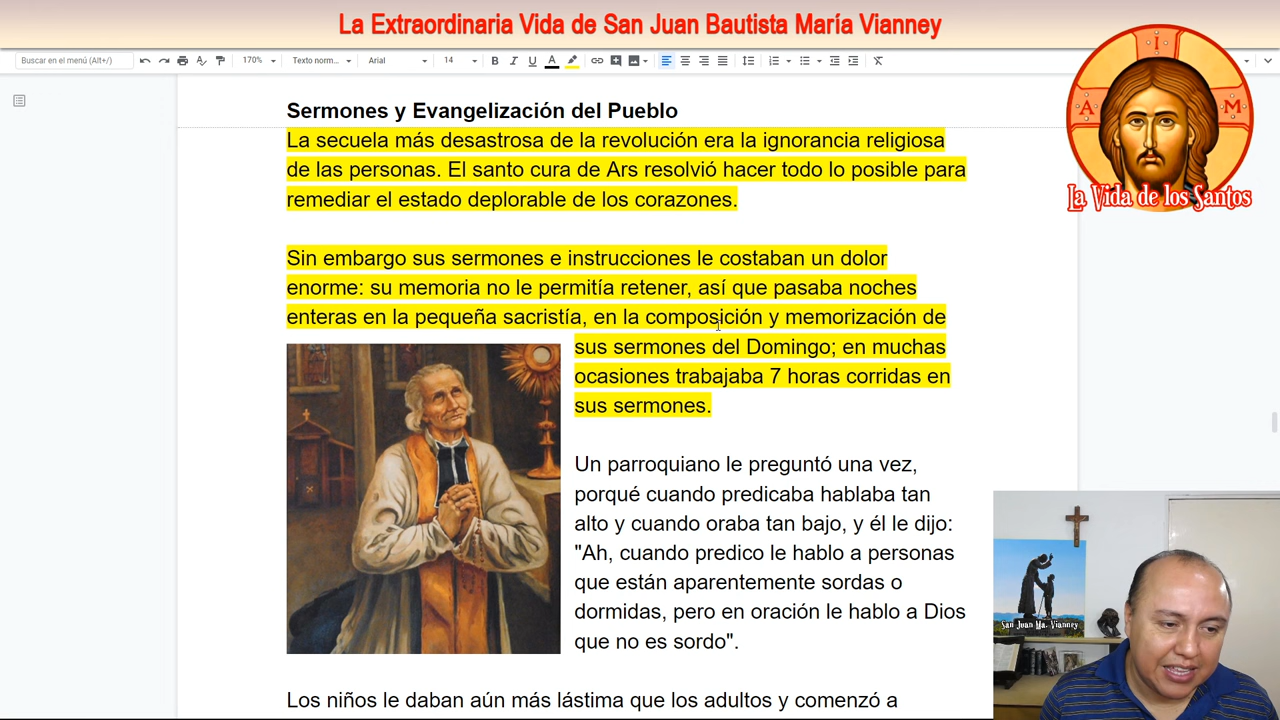 La Extraordinaria Vida de San Juan Bautista María Vianney
Buscar en el menú (Alt+/)
170%
Texto norm...
Arial
14
B
I
U
A
Sermones y Evangelización del Pueblo
La secuela más desastrosa de la revolución era la ignorancia religiosa
de las personas. El santo cura de Ars resolvió hacer todo lo posible para
remediar el estado deplorable de los corazones.
Sin embargo sus sermones e instrucciones le costaban un dolor
enorme: su memoria no le permitía retener, así que pasaba noches
enteras en la pequeña sacristía, en la composición y memorización de
sus sermones del Domingo; en muchas
ocasiones trabajaba 7 horas corridas en
sus sermones.
Un parroquiano le preguntó una vez,
porqué cuando predicaba hablaba tan
alto y cuando oraba tan bajo, y él le dijo:
"Ah, cuando predico le hablo a personas
que están aparentemente sordas o
dormidas, pero en oración le hablo a Dios
que no es sordo".
Los niños le daban aún más lástima que los adultos y comenzó a
I
A
M
La Vida de los Santos
San Juan Ma. Vianney